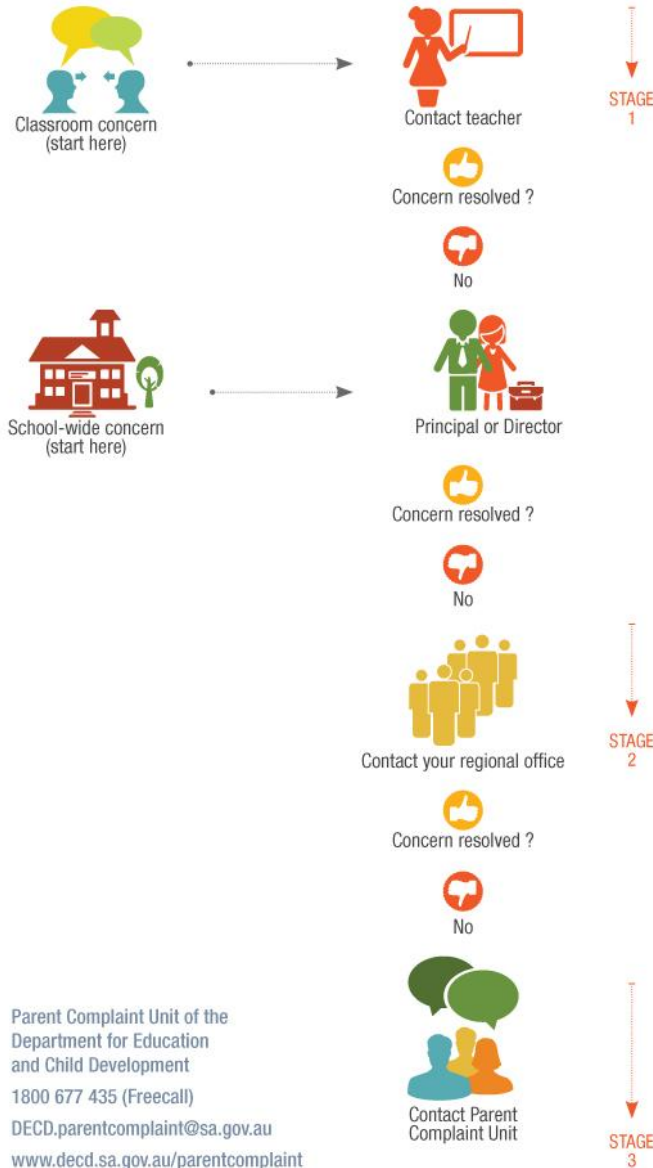 Classroom concern
(start here)
Contact teacher
STAGE
1
Concern resolved ?
No
School-wide concern
(start here)
Principal or Director
Concern resolved ?
No
Contact your regional office
STAGE
2
Concern resolved ?
No
Parent Complaint Unit of the
Department for Education
and Child Development
1800 677 435 (Freecall)
DECD.parentcomplaint@sa.gov.au
www.decd.sa.gov.au/parentcomplaint
Contact Parent
Complaint Unit
STAGE
3